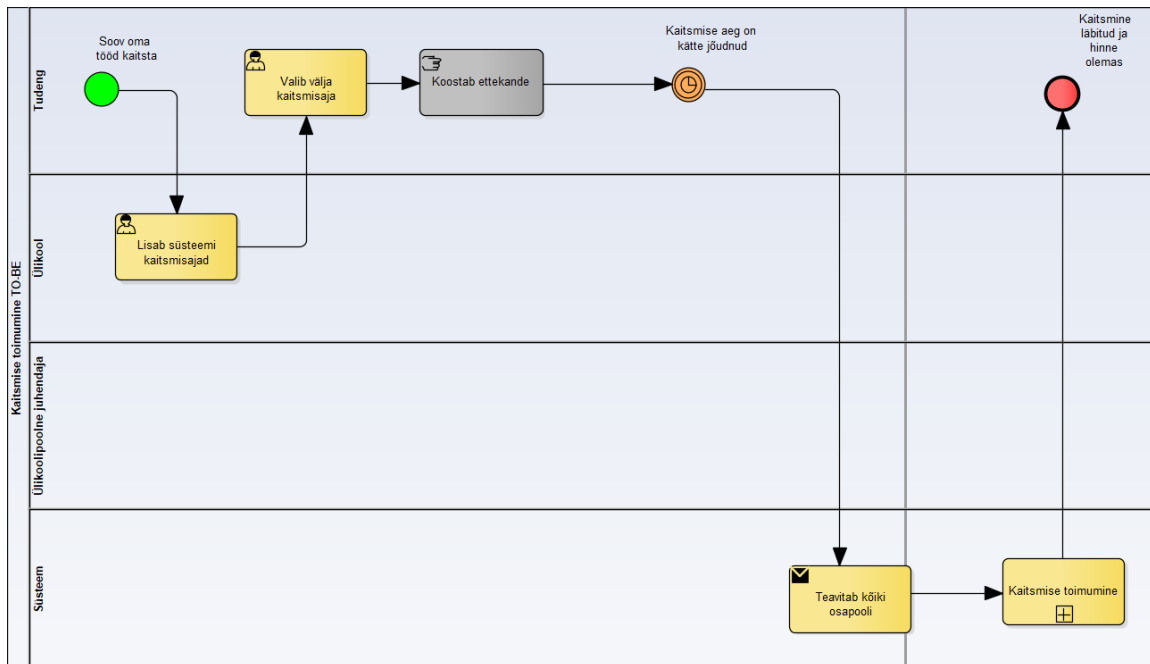 Kaitsmise toimumine TO-BE
Tudeng
Soov oma
tööd kaitsta
Valib välja
kaitsmisaja
Koostab ettekande
Kaitsmise aeg on
kätte jõudnud
Kaitsmine
läbitud ja
hinne
olemas
Ülikool
Lisab süsteemi
kaitsmisajad
Ülikoolipoolne juhendaja
Süsteem
Teavitab kõiki
osapooli
Kaitsmise toimumine